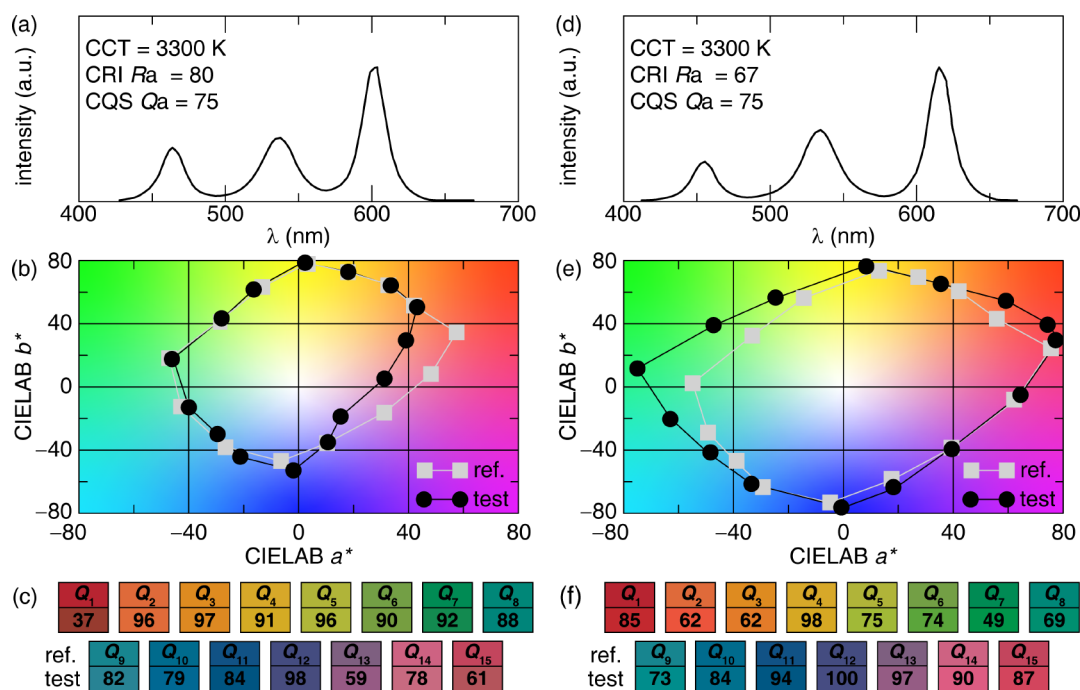 (a)
CCT = 3300 K
CRI Ra = 80
CQS Qa = 75
intensity (a.u.)
400 500 600 700
λ (nm)
(d)
CCT = 3300 K
CRI Ra = 67
CQS Qa = 75
intensity (a.u.)
400 500 600 700
λ (nm)
(b)
80
40
0
−40
−80
CIELAB b*
ref.
test
−80 −40 0 40 80
CIELAB a*
(e)
80
40
0
−40
−80
CIELAB b*
ref.
test
−80 −40 0 40 80
CIELAB a*
(c)
Q1 Q2 Q3 Q4 Q5 Q6 Q7 Q8
37 96 97 91 96 90 92 88
ref. Q9 Q10 Q11 Q12 Q13 Q14 Q15
test 82 79 84 98 59 78 61
(f)
Q1 Q2 Q3 Q4 Q5 Q6 Q7 Q8
85 62 62 98 75 74 49 69
ref. Q9 Q10 Q11 Q12 Q13 Q14 Q15
test 73 84 94 100 97 90 87